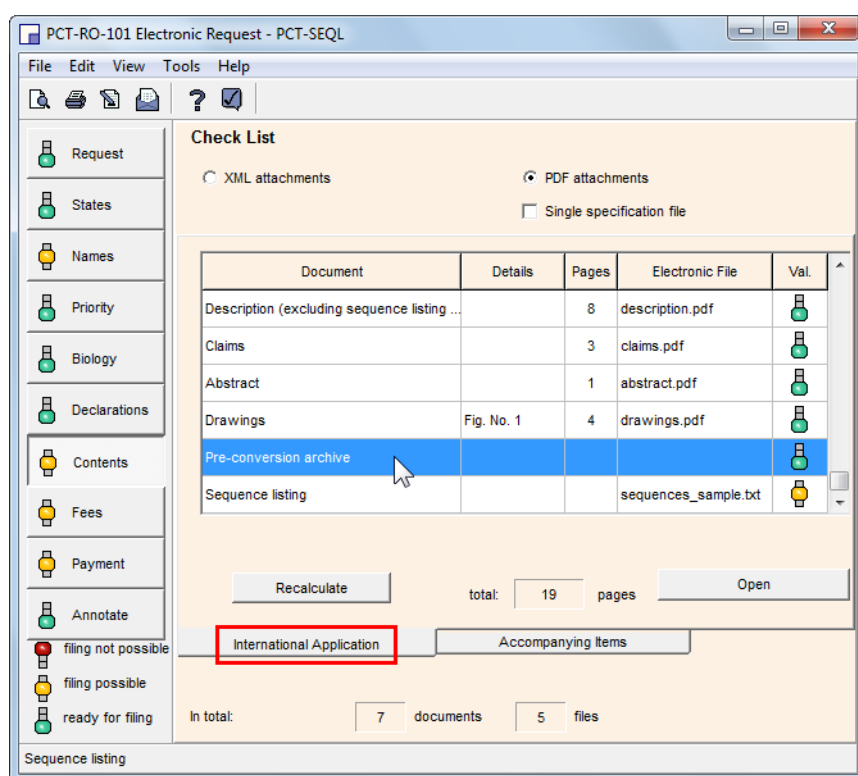 PCT-RO-101 Electronic Request - PCT-SEQL
File Edit View Tools Help
Request
States
Names
Priority
Biology
Declarations
Contents
Fees
Payment
Annotate
filing not possible
filing possible
ready for filing
Check List
XML attachments PDF attachments
Single specification file
Document Details Pages Electronic File Val.
Description (excluding sequence listing ... 8 description.pdf
Claims 3 claims.pdf
Abstract 1 abstract.pdf
Drawings Fig. No. 1 4 drawings.pdf
Pre-conversion archive
Sequence listing sequences_sample.txt
Recalculate total: 19 pages Open
International Application Accompanying Items
In total: 7 documents 5 files
Sequence listing